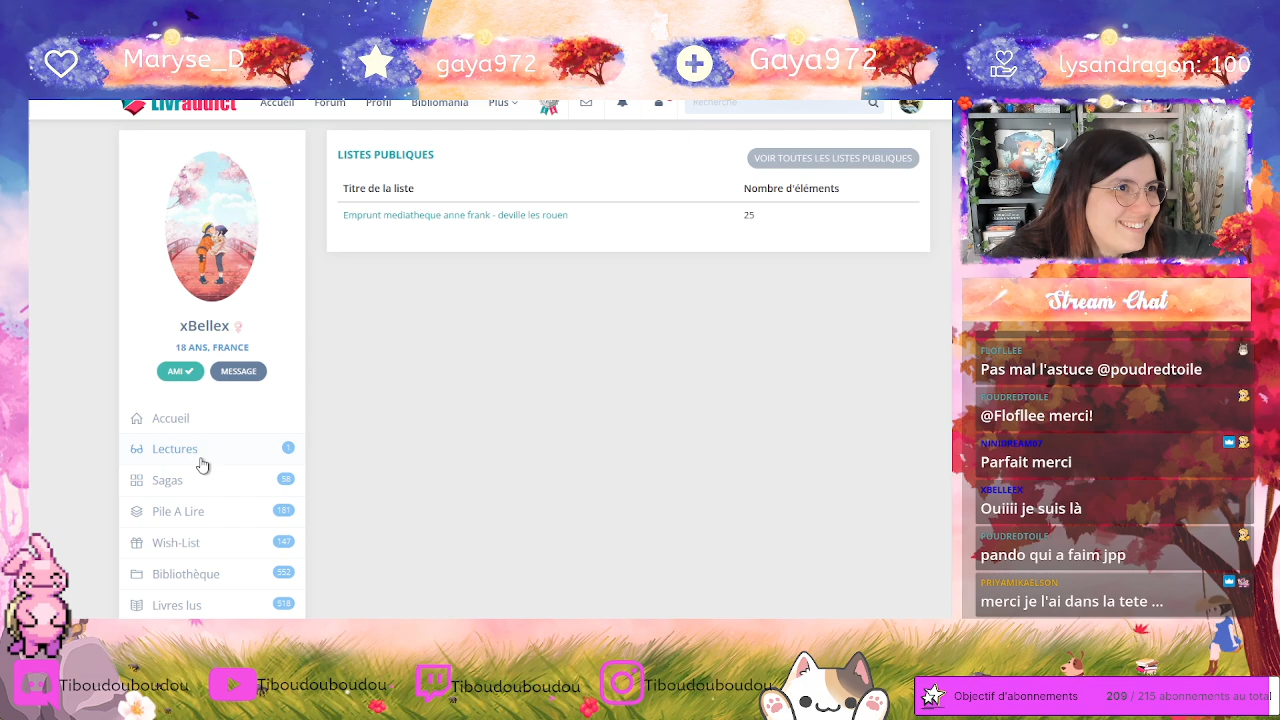 Maryse_D
gaya972
Gaya972
lysandragon: 100
Livraddict
Accueil
Forum
Profil
Bibliomania
Plus
Recherche
LISTES PUBLIQUES
VOIR TOUTES LES LISTES PUBLIQUES
Titre de la liste
Nombre d'éléments
Emprunt mediatheque anne frank - deville les rouen
25
xBellex
18 ANS, FRANCE
AMI
MESSAGE
Accueil
Lectures
1
Sagas
58
Pile A Lire
181
Wish-List
147
Bibliothèque
552
Livres lus
518
Stream Chat
FLOFLLEE
Pas mal l'astuce @poudredtoile
POUDREDTOILE
@Flofllee merci!
NINIDREAM07
Parfait merci
XBELLEEX
Ouiiii je suis là
POUDREDTOILE
pando qui a faim jpp
PRIYAMIKAELSON
merci je l'ai dans la tete ...
Tiboudouboudou
Tiboudouboudou
Tiboudouboudou
Tiboudouboudou
Objectif d'abonnements
209 / 215 abonnements au total